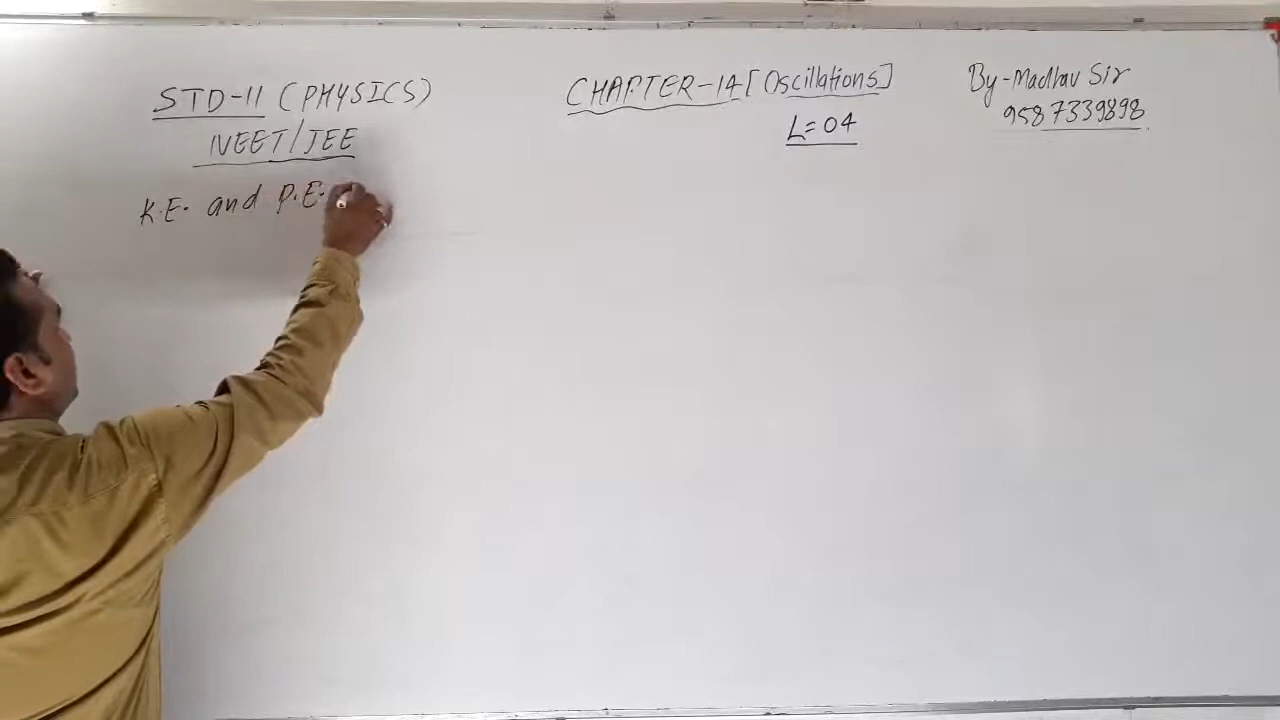 STD-11 (PHYSICS)
NEET/JEE
CHAPTER-14 [Oscillations]
L=04
By-Madhav Sir
9587339898
K.E. and P.E.